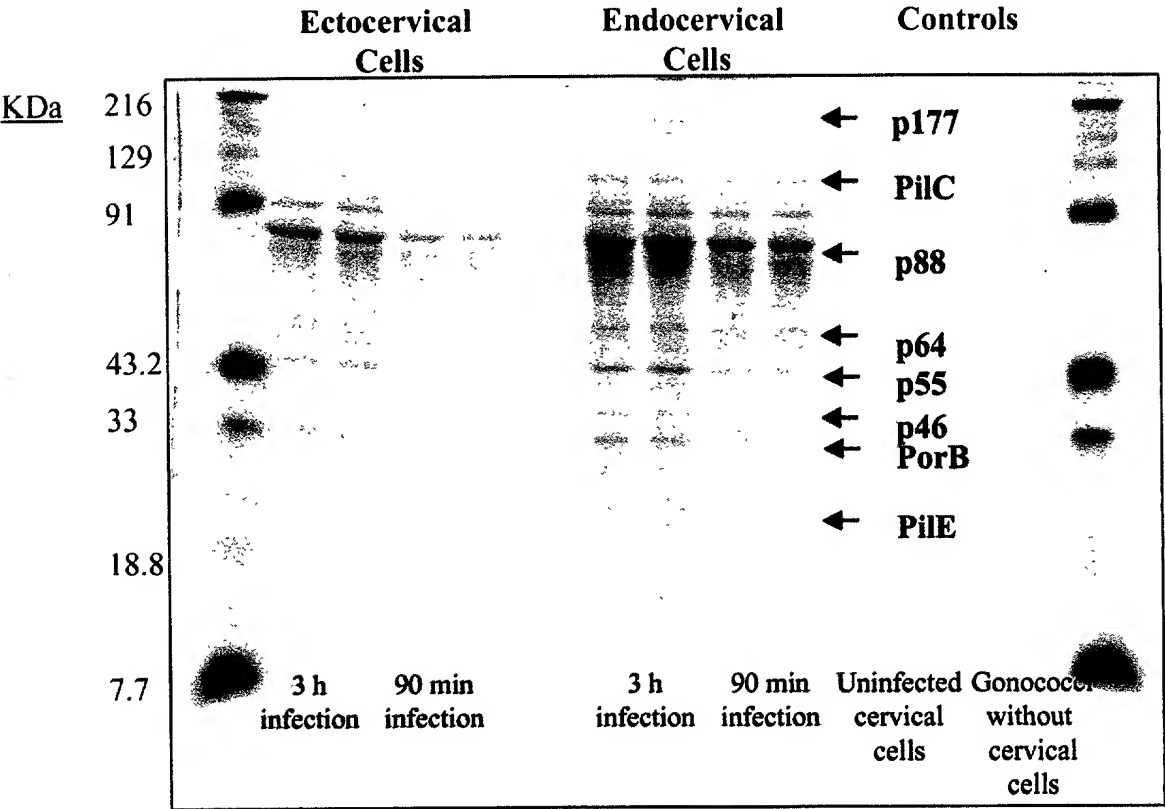 Ectocervical Cells
Endocervical Cells
Controls
KDa
216
129
91
43.2
33
18.8
7.7
p177
PilC
p88
p64
p55
p46
PorB
PilE
3 h infection
90 min infection
3 h infection
90 min infection
Uninfected cervical cells
without cervical cells